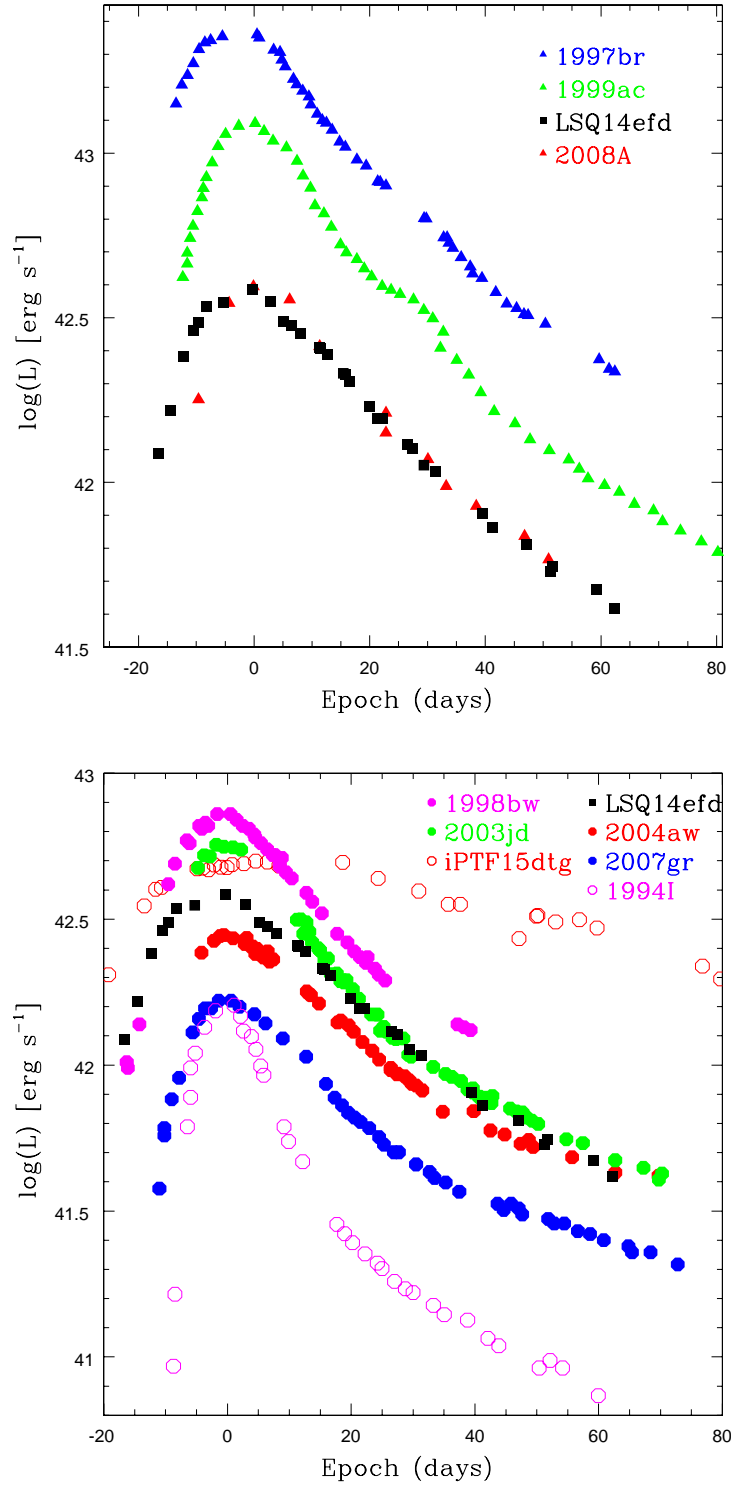 1997br
1999ac
LSQ14efd
2008A
43
42.5
42
41.5
log(L) [erg s⁻¹]
-20 0 20 40 60 80
Epoch (days)
43
1998bw LSQ14efd
2003jd 2004aw
iPTF15dtg 2007gr
1994I
42.5
42
41.5
41
log(L) [erg s⁻¹]
-20 0 20 40 60 80
Epoch (days)